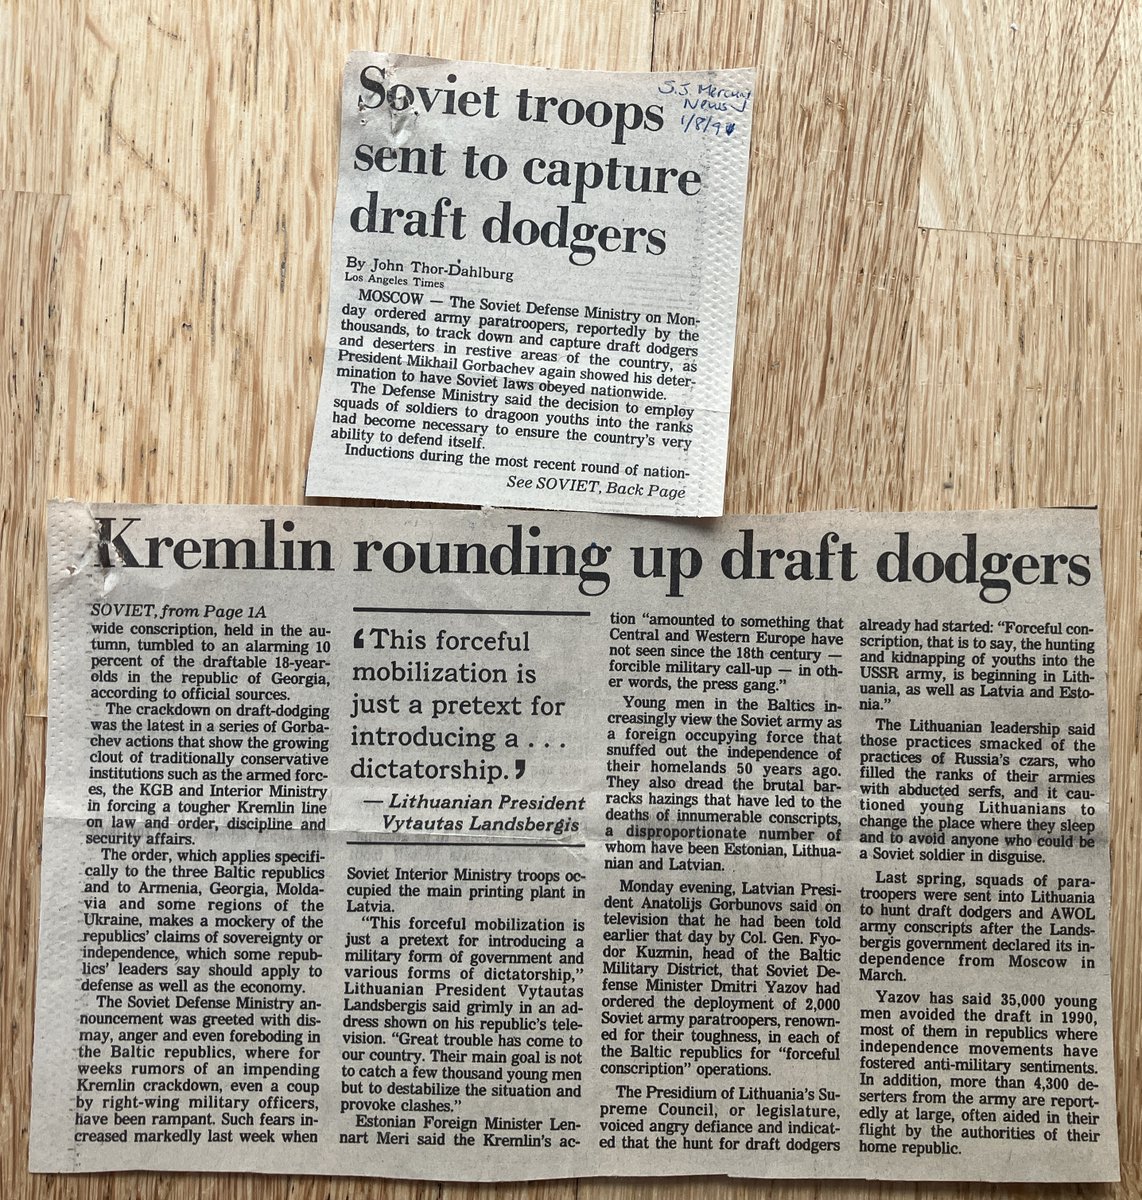 Soviet troops
sent to capture
draft dodgers
S.J. Mercury
News
1/8/91
By John Thor-Dahlburg
Los Angeles Times
MOSCOW — The Soviet Defense Ministry on Mon-
day ordered army paratroopers, reportedly by the
thousands, to track down and capture draft dodgers
and deserters in restive areas of the country, as
President Mikhail Gorbachev again showed his deter-
mination to have Soviet laws obeyed nationwide.
The Defense Ministry said the decision to employ
squads of soldiers to dragoon youths into the ranks
had become necessary to ensure the country's very
ability to defend itself.
Inductions during the most recent round of nation-
See SOVIET, Back Page
Kremlin rounding up draft dodgers
SOVIET, from Page 1A
wide conscription, held in the au-
tumn, tumbled to an alarming 10
percent of the draftable 18-year-
olds in the republic of Georgia,
according to official sources.
The crackdown on draft-dodging
was the latest in a series of Gorba-
chev actions that show the growing
clout of traditionally conservative
institutions such as the armed forc-
es, the KGB and Interior Ministry
in forcing a tougher Kremlin line
on law and order, discipline and
security affairs.
The order, which applies specifi-
cally to the three Baltic republics
and to Armenia, Georgia, Molda-
via and some regions of the
Ukraine, makes a mockery of the
republics' claims of sovereignty or
independence, which some repub-
lics' leaders say should apply to
defense as well as the economy.
The Soviet Defense Ministry an-
nouncement was greeted with dis-
may, anger and even foreboding in
the Baltic republics, where for
weeks rumors of an impending
Kremlin crackdown, even a coup
by right-wing military officers,
have been rampant. Such fears in-
creased markedly last week when
‘This forceful
mobilization is
just a pretext for
introducing a . . .
dictatorship.’
— Lithuanian President
Vytautas Landsbergis
Soviet Interior Ministry troops oc-
cupied the main printing plant in
Latvia.
"This forceful mobilization is
just a pretext for introducing a
military form of government and
various forms of dictatorship,"
Lithuanian President Vytautas
Landsbergis said grimly in an ad-
dress shown on his republic's tele-
vision. "Great trouble has come to
our country. Their main goal is not
to catch a few thousand young men
but to destabilize the situation and
provoke clashes."
Estonian Foreign Minister Len-
nart Meri said the Kremlin's ac-
tion "amounted to something that
Central and Western Europe have
not seen since the 18th century —
forcible military call-up — in oth-
er words, the press gang."
Young men in the Baltics in-
creasingly view the Soviet army as
a foreign occupying force that
snuffed out the independence of
their homelands 50 years ago.
They also dread the brutal bar-
racks hazings that have led to the
deaths of innumerable conscripts,
a disproportionate number of
whom have been Estonian, Lithua-
nian and Latvian.
Monday evening, Latvian Presi-
dent Anatolijs Gorbunovs said on
television that he had been told
earlier that day by Col. Gen. Fyo-
dor Kuzmin, head of the Baltic
Military District, that Soviet De-
fense Minister Dmitri Yazov had
ordered the deployment of 2,000
Soviet army paratroopers, renown-
ed for their toughness, in each of
the Baltic republics for "forceful
conscription" operations.
The Presidium of Lithuania's Su-
preme Council, or legislature,
voiced angry defiance and indicat-
ed that the hunt for draft dodgers
already had started: "Forceful con-
scription, that is to say, the hunting
and kidnapping of youths into the
USSR army, is beginning in Lith-
uania, as well as Latvia and Esto-
nia."
The Lithuanian leadership said
those practices smacked of the
practices of Russia's czars, who
filled the ranks of their armies
with abducted serfs, and it cau-
tioned young Lithuanians to
change the place where they sleep
and to avoid anyone who could be
a Soviet soldier in disguise.
Last spring, squads of para-
troopers were sent into Lithuania
to hunt draft dodgers and AWOL
army conscripts after the Lands-
bergis government declared its in-
dependence from Moscow in
March.
Yazov has said 35,000 young
men avoided the draft in 1990,
most of them in republics where
independence movements have
fostered anti-military sentiments.
In addition, more than 4,300 de-
serters from the army are report-
edly at large, often aided in their
flight by the authorities of their
home republic.